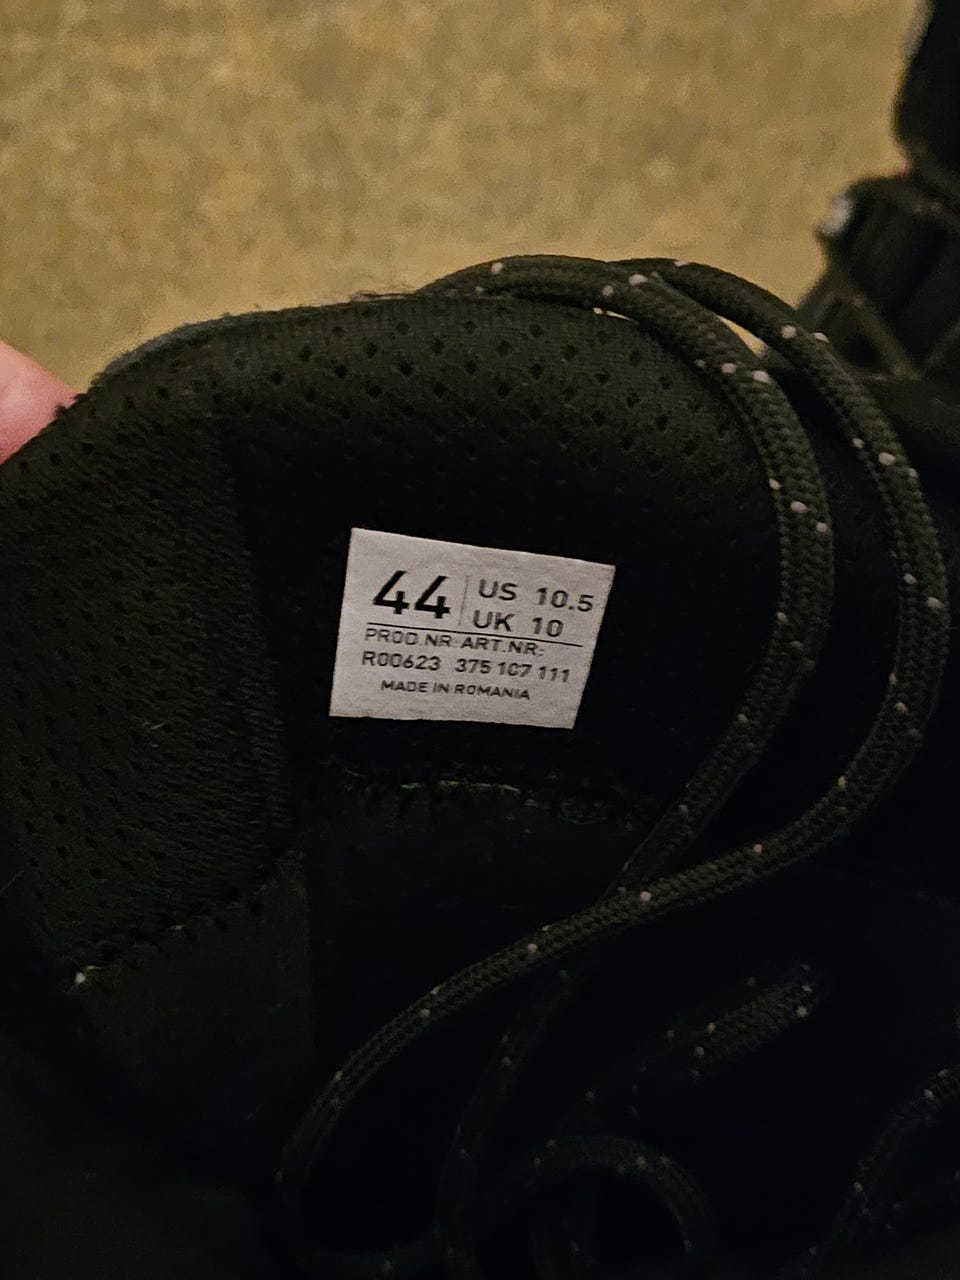 44 US 10.5
UK 10
PROD.NR: ART.NR:
R00623 375 107 111
MADE IN ROMANIA